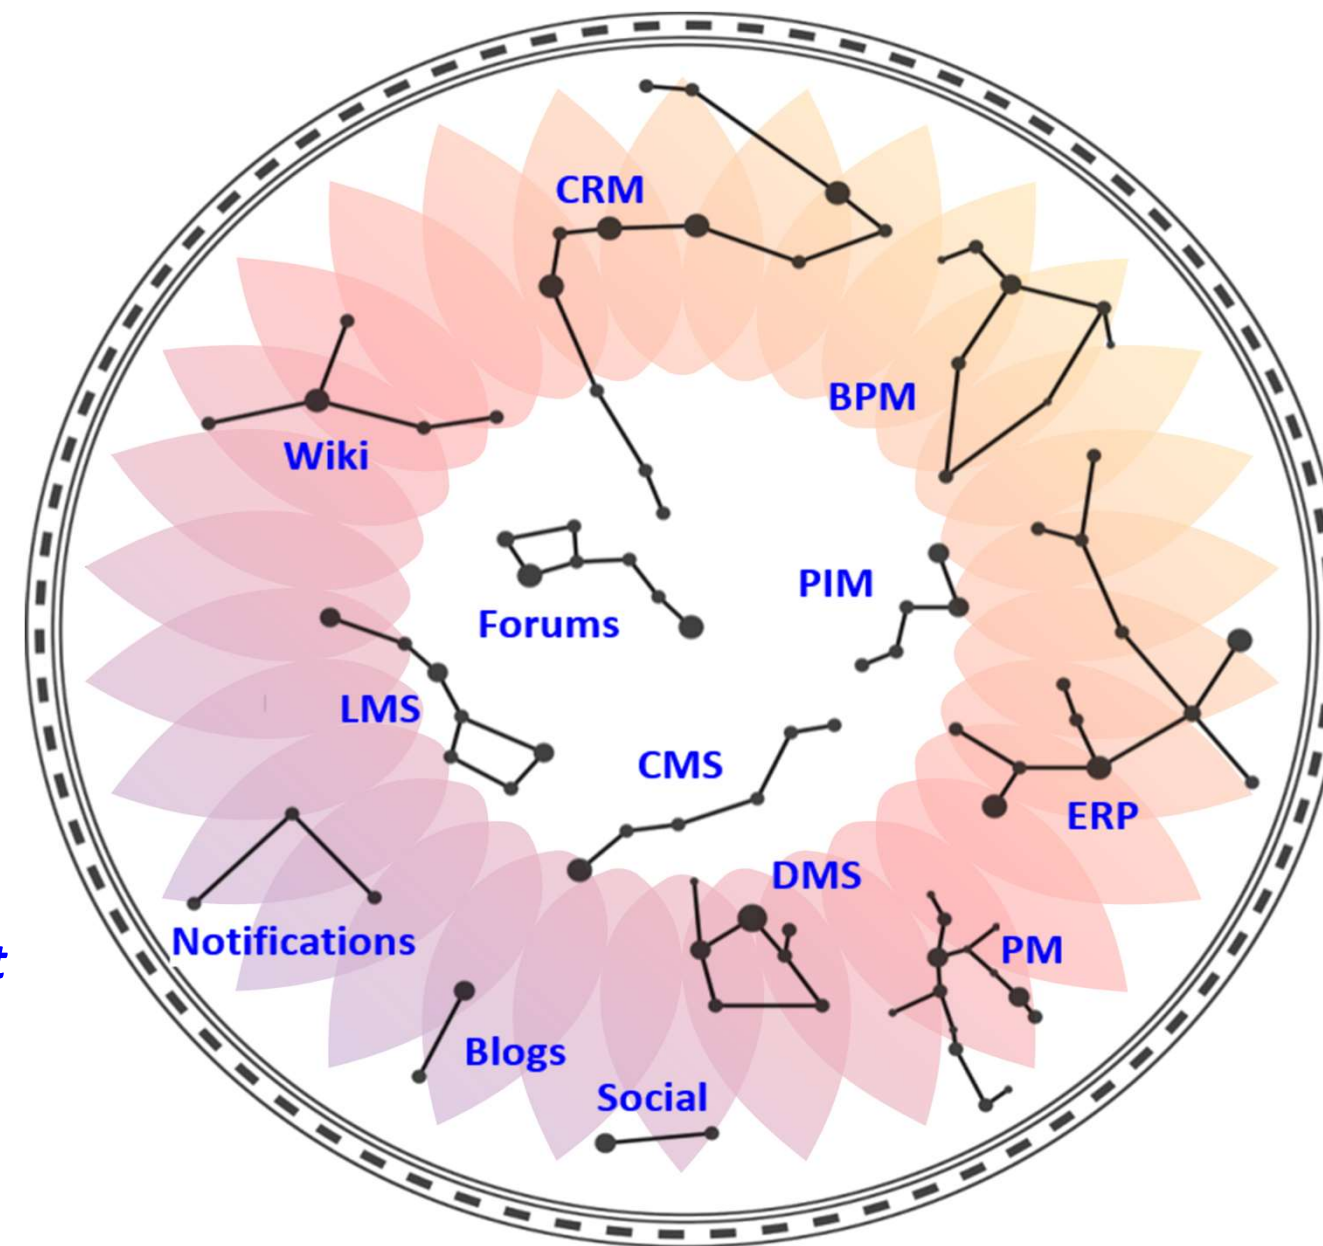 CRM
BPM
Wiki
PIM
Forums
LMS
CMS
ERP
DMS
Notifications
PM
Blogs
Social
t